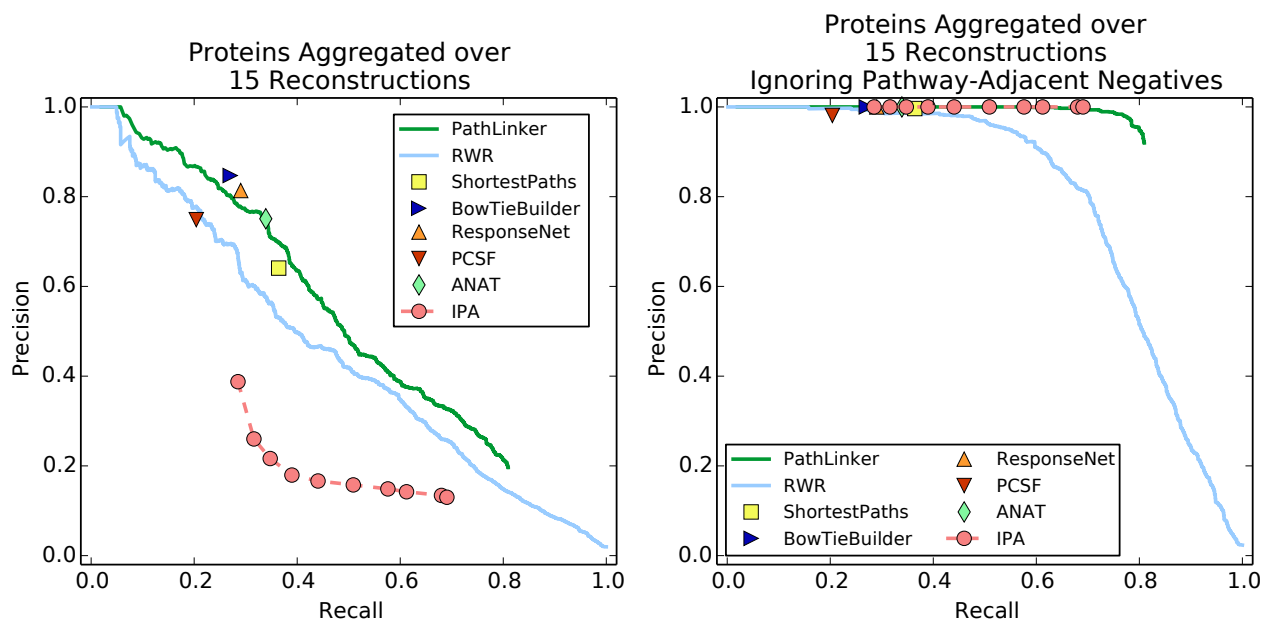 Proteins Aggregated over
15 Reconstructions
1.0
0.8
0.6
0.4
0.2
0.0
Precision
PathLinker
RWR
ShortestPaths
BowTieBuilder
ResponseNet
PCSF
ANAT
IPA
0.0 0.2 0.4 0.6 0.8 1.0
Recall
Proteins Aggregated over
15 Reconstructions
Ignoring Pathway-Adjacent Negatives
1.0
0.8
0.6
0.4
0.2
0.0
Precision
PathLinker
RWR
ShortestPaths
BowTieBuilder
ResponseNet
PCSF
ANAT
IPA
0.0 0.2 0.4 0.6 0.8 1.0
Recall